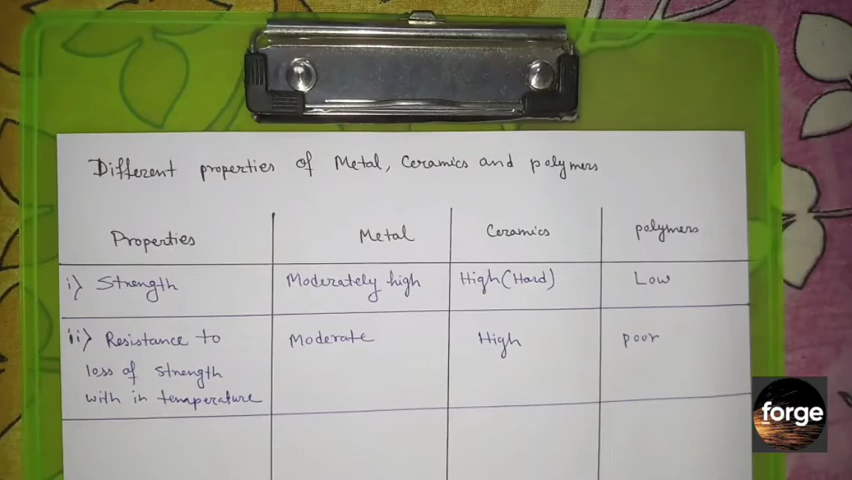 Different properties of Metal, Ceramics and polymers
Properties Metal Ceramics polymers
i) Strength Moderately high High (Hard) Low
ii) Resistance to Moderate High poor
loss of strength
with in temperature
forge